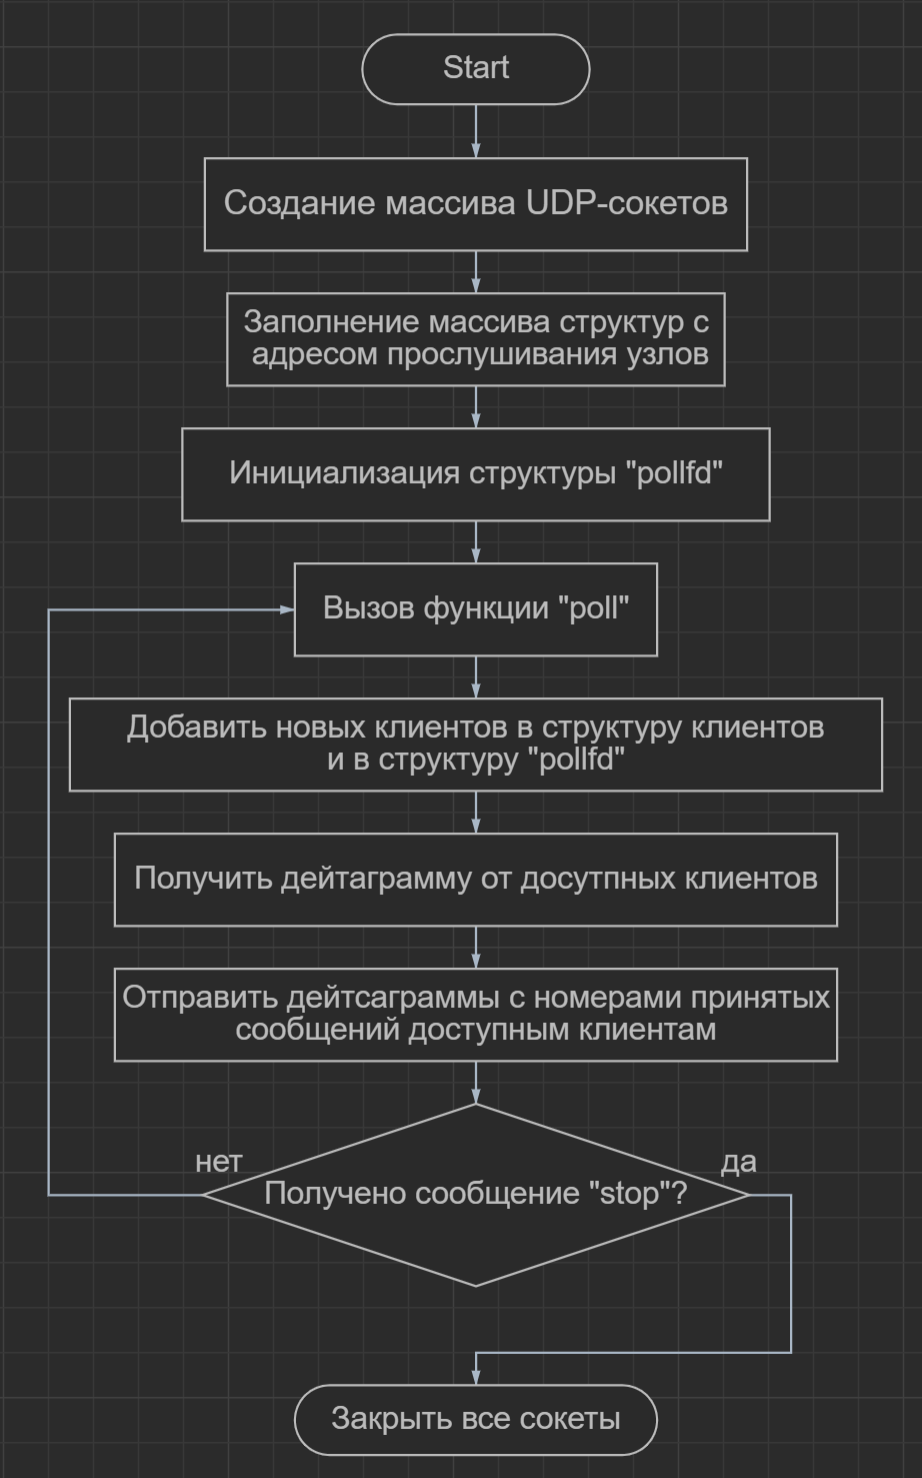 Start
Создание массива UDP-сокетов
Заполнение массива структур с
адресом прослушивания узлов
Инициализация структуры "pollfd"
Вызов функции "poll"
Добавить новых клиентов в структуру клиентов
и в структуру "pollfd"
Получить дейтаграмму от досутпных клиентов
Отправить дейтсаграммы с номерами принятых
сообщений доступным клиентам
нет
да
Получено сообщение "stop"?
Закрыть все сокеты